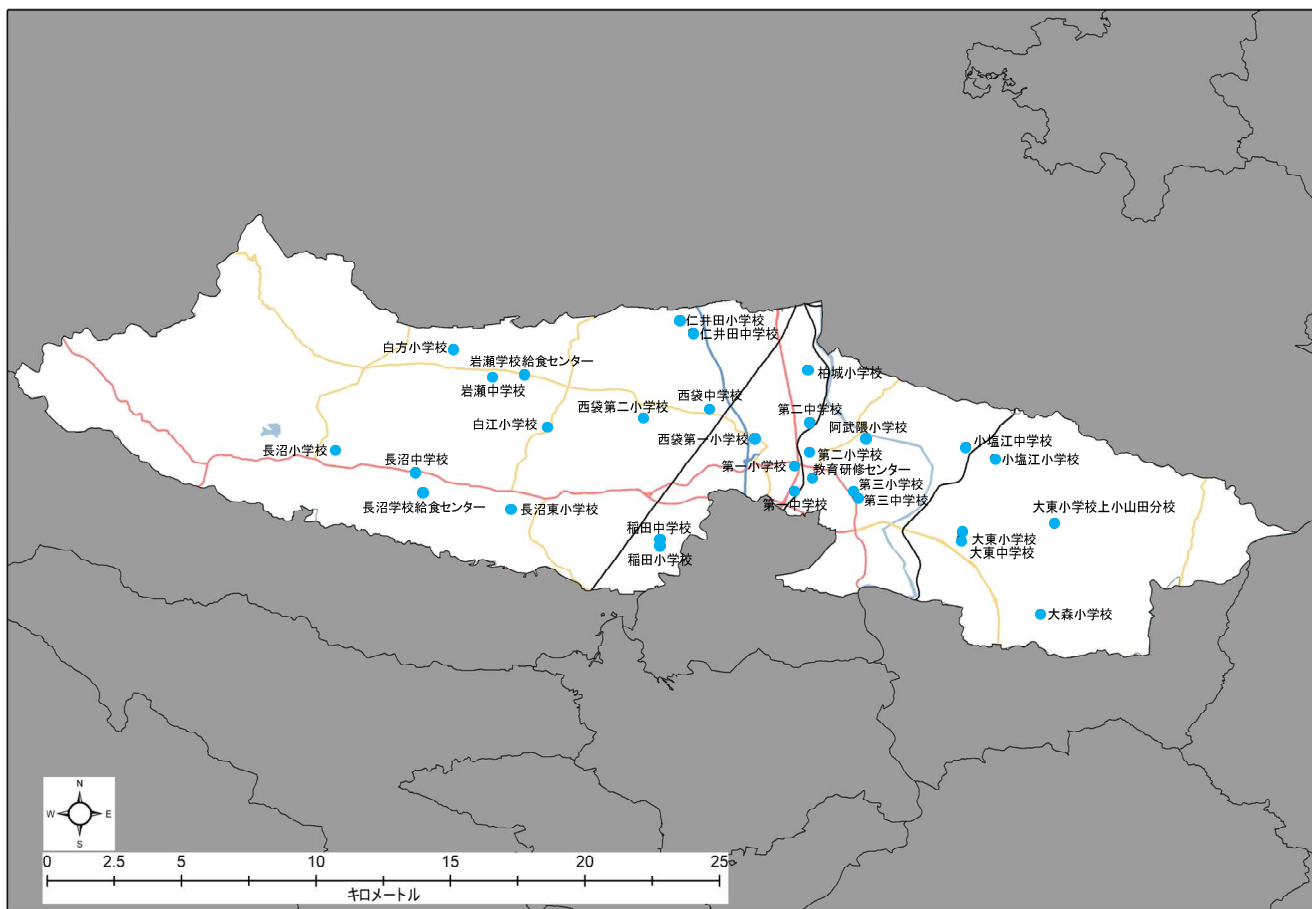 仁井田小学校
仁井田中学校
白方小学校
岩瀬学校給食センター
岩瀬中学校
柏城小学校
西袋中学校
西袋第二小学校
第二中学校
白江小学校
阿武隈小学校
西袋第一小学校
小塩江中学校
長沼小学校
第二小学校
小塩江小学校
長沼中学校
第一小学校
教育研修センター
第三小学校
第一中学校
第三中学校
長沼学校給食センター
長沼東小学校
大東小学校上小山田分校
稲田中学校
大東小学校
大東中学校
稲田小学校
大森小学校
N
W
E
S
0 2.5 5 10 15 20 25
キロメートル